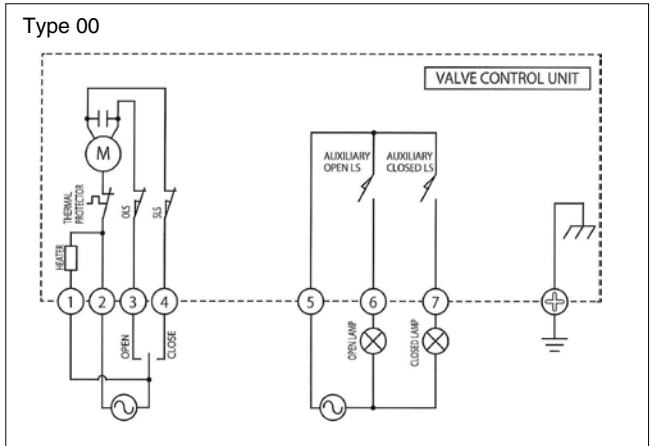 Type 00
VALVE CONTROL UNIT
M
THERMAL
PROTECTOR
OLS
SLS
HEATER
AUXILIARY
OPEN LS
AUXILIARY
CLOSED LS
1
2
3
4
5
6
7
OPEN
CLOSE
OPEN LAMP
CLOSED LAMP